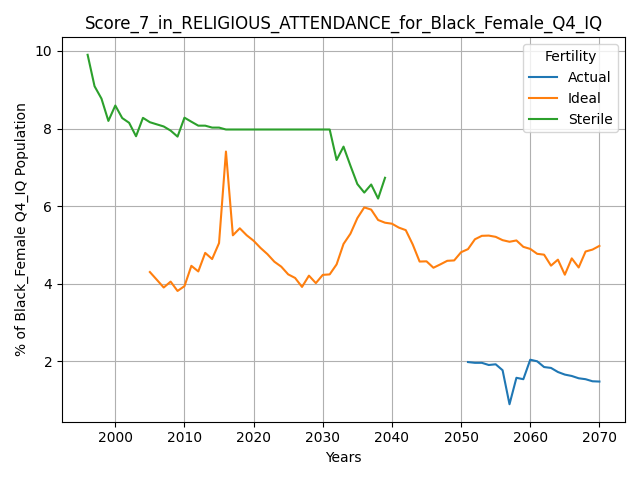 Score_7_in_RELIGIOUS_ATTENDANCE_for_Black_Female_Q4_IQ
% of Black_Female Q4_IQ Population
10
8
6
4
2
Fertility
Actual
Ideal
Sterile
2000
2010
2020
2030
2040
2050
2060
2070
Years